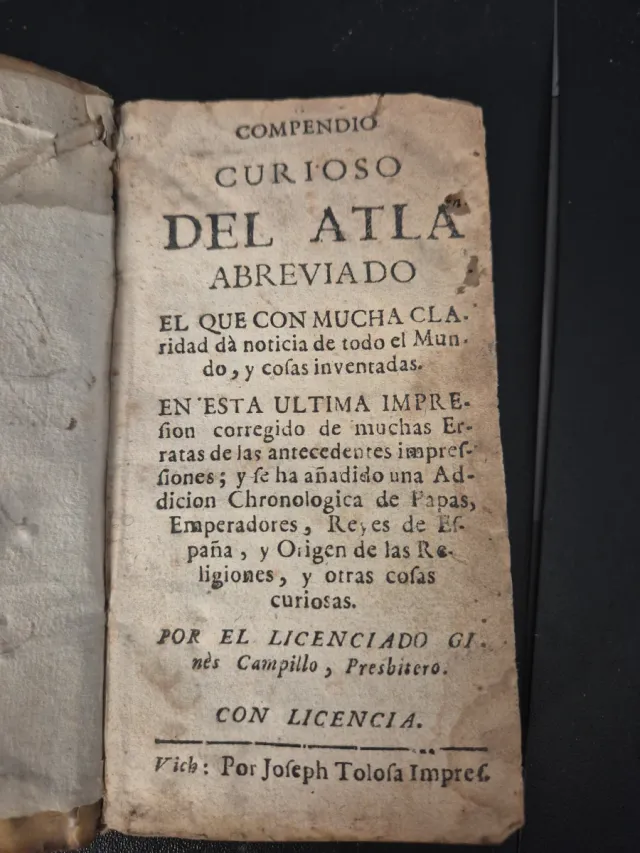 COMPENDIO
CURIOSO
DEL ATLA
ABREVIADO
EL QUE CON MUCHA CLA-
ridad dà noticia de todo el Mun-
do, y coſas inventadas.
EN ESTA ULTIMA IMPRE-
ſion corregido de muchas Er-
ratas de las antecedentes impreſ-
ſiones; y ſe ha añadido una Ad-
dicion Chronologica de Papas,
Emperadores, Reyes de Eſ-
paña, y Origen de las Re-
ligiones, y otras coſas
curiosas.
POR EL LICENCIADO GI-
nès Campillo, Presbitero.
CON LICENCIA.
Vich: Por Joſeph Toloſa Impreſ.